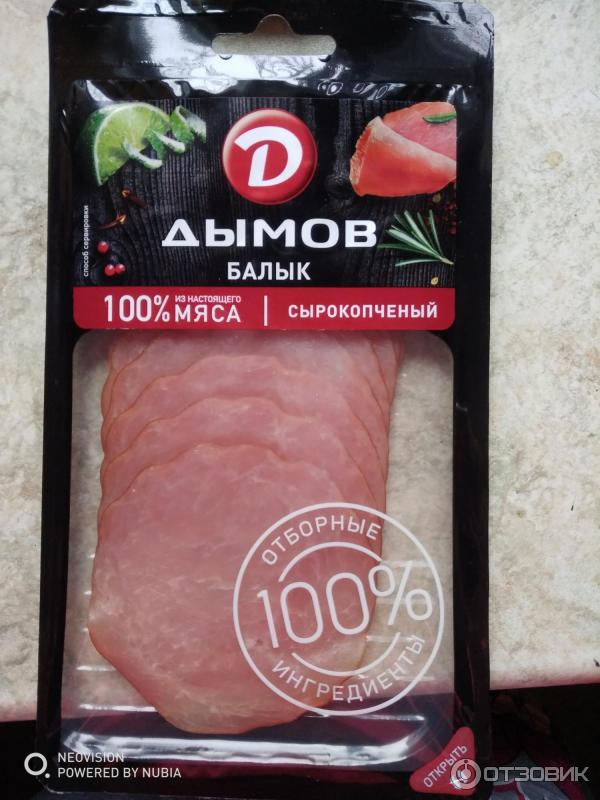 Д
ДЫМОВ
способ сервировки
БАЛЫК
100% ИЗ НАСТОЯЩЕГО МЯСА | СЫРОКОПЧЕНЫЙ
ОТБОРНЫЕ
100%
ИНГРЕДИЕНТЫ
ОТКРЫТЬ
NEOVISION
POWERED BY NUBIA
ОТЗОВИК